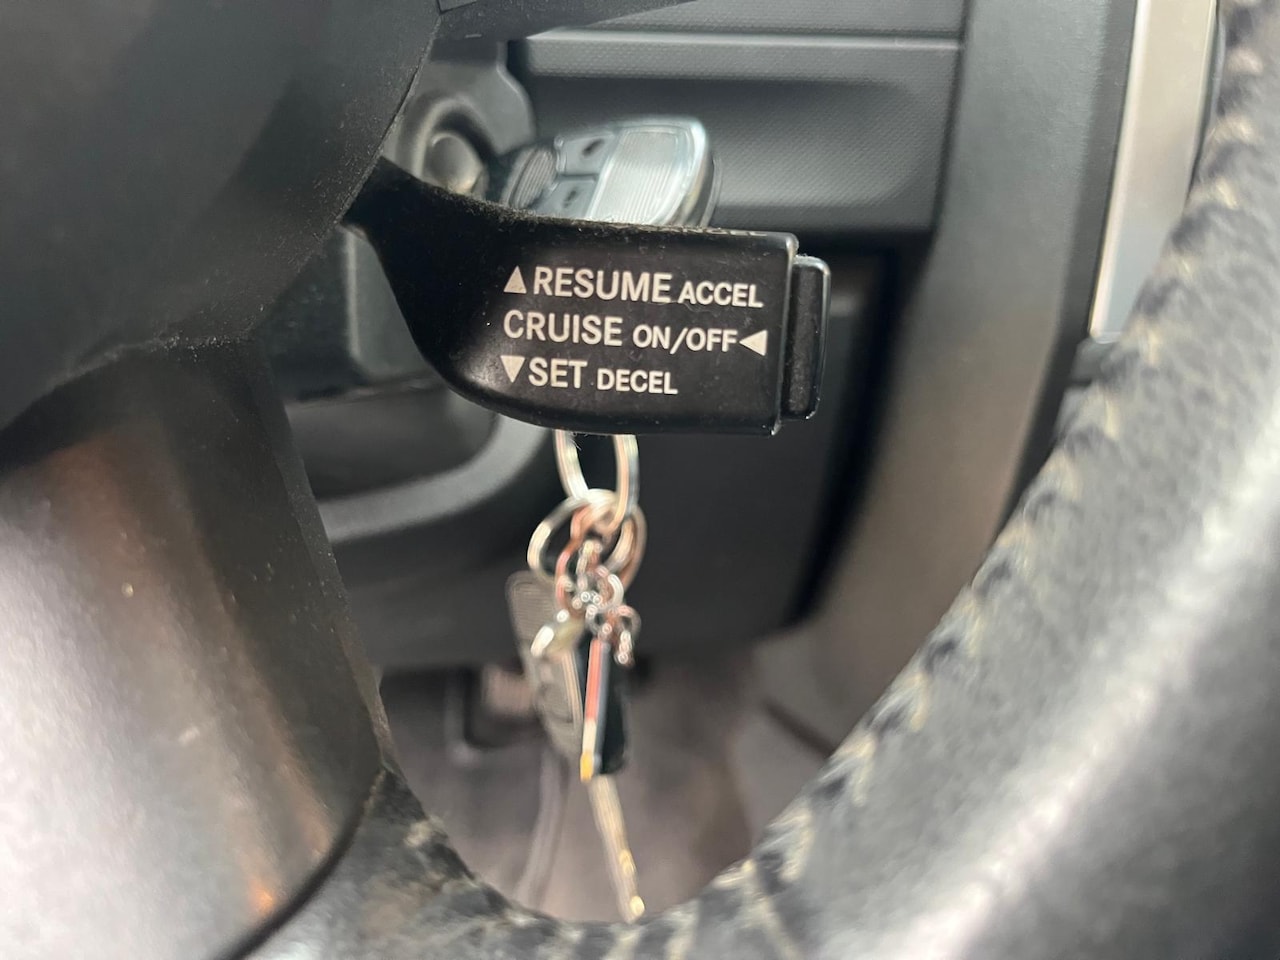 ▲RESUME ACCEL
CRUISE ON/OFF◀
▼SET DECEL